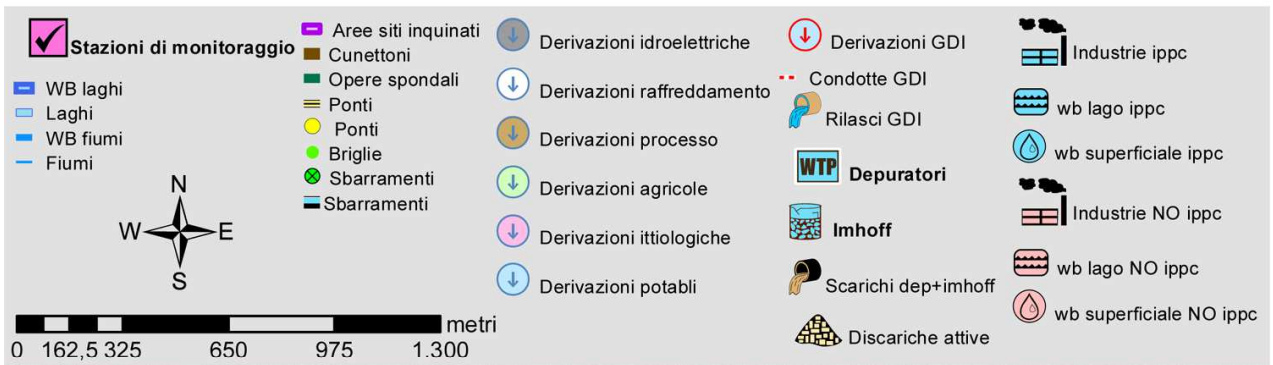 Stazioni di monitoraggio
WB laghi
Laghi
WB fiumi
Fiumi
N
W E
S
metri
0 162,5 325 650 975 1.300
Aree siti inquinati
Cunettoni
Opere spondali
Ponti
Ponti
Briglie
Sbarramenti
Sbarramenti
Derivazioni idroelettriche
Derivazioni raffreddamento
Derivazioni processo
Derivazioni agricole
Derivazioni ittiologiche
Derivazioni potabli
Derivazioni GDI
Condotte GDI
Rilasci GDI
WTP Depuratori
Imhoff
Scarichi dep+imhoff
Discariche attive
Industrie ippc
wb lago ippc
wb superficiale ippc
Industrie NO ippc
wb lago NO ippc
wb superficiale NO ippc